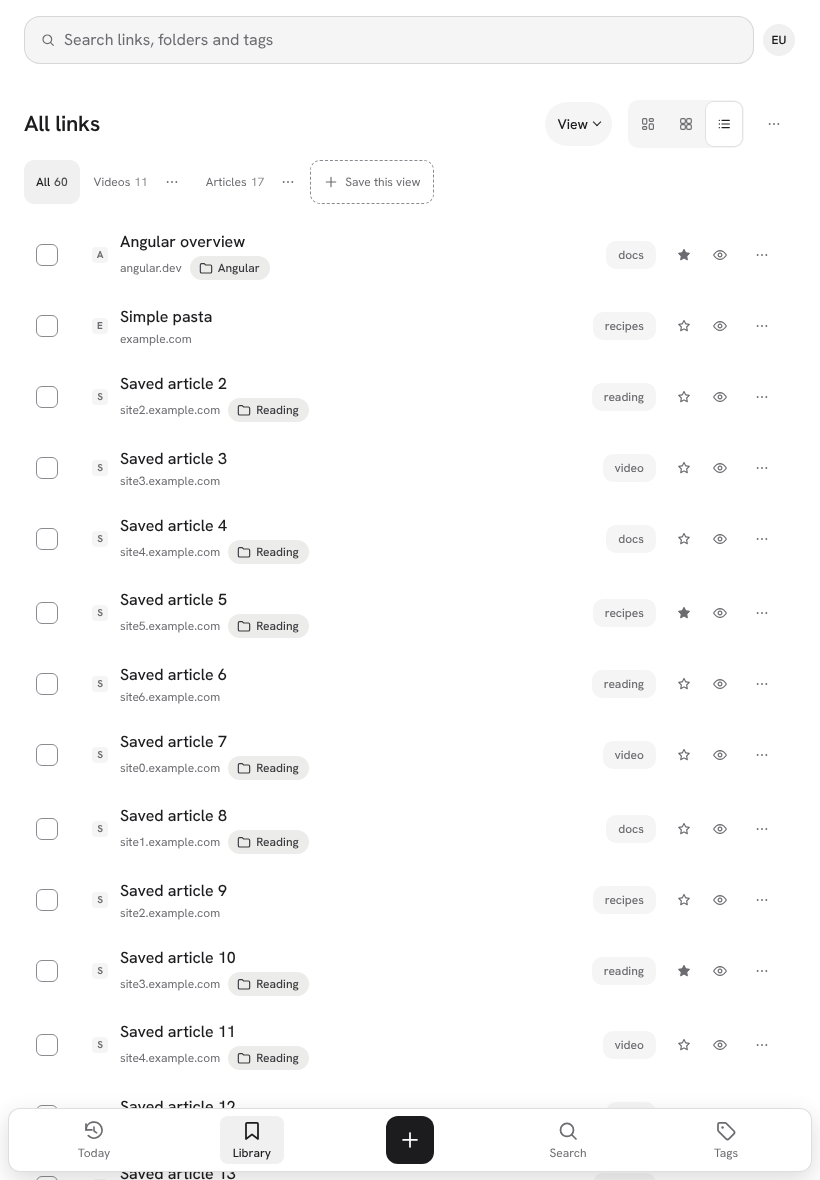 Search links, folders and tags
EU
All links
View
All 60
Videos 11
Articles 17
Save this view
A
Angular overview
angular.dev
Angular
docs
E
Simple pasta
example.com
recipes
S
Saved article 2
site2.example.com
Reading
reading
S
Saved article 3
site3.example.com
video
S
Saved article 4
site4.example.com
Reading
docs
S
Saved article 5
site5.example.com
Reading
recipes
S
Saved article 6
site6.example.com
reading
S
Saved article 7
site0.example.com
Reading
video
S
Saved article 8
site1.example.com
Reading
docs
S
Saved article 9
site2.example.com
recipes
S
Saved article 10
site3.example.com
Reading
reading
S
Saved article 11
site4.example.com
Reading
video
Saved article 12
Today
Library
Search
Tags
Saved article 13